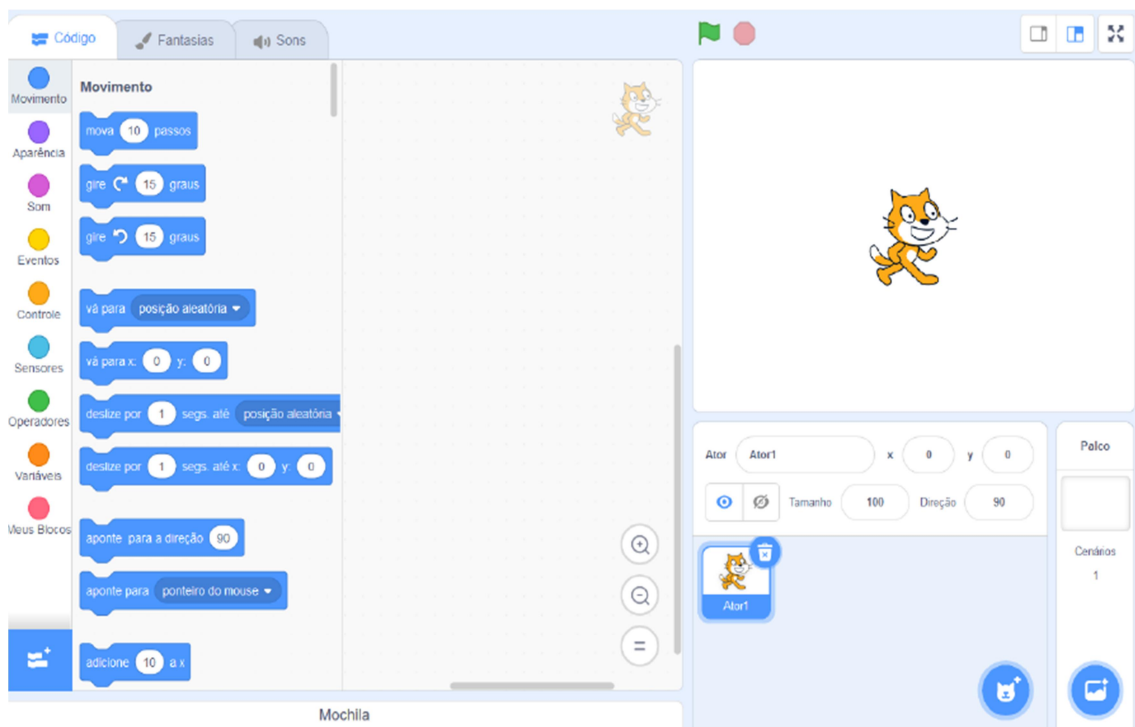 Código
Fantasias
Sons
Movimento
Aparência
Som
Eventos
Controle
Sensores
Operadores
Variáveis
Meus Blocos
Movimento
mova 10 passos
gire 15 graus
gire 15 graus
vá para posição aleatória
vá para x: 0 y: 0
deslize por 1 segs. até posição aleatória
deslize por 1 segs. até x: 0 y: 0
aponte para a direção 90
aponte para ponteiro do mouse
adicione 10 a x
Mochila
Ator Ator1 x 0 y 0
Tamanho 100 Direção 90
Ator1
Palco
Cenários
1